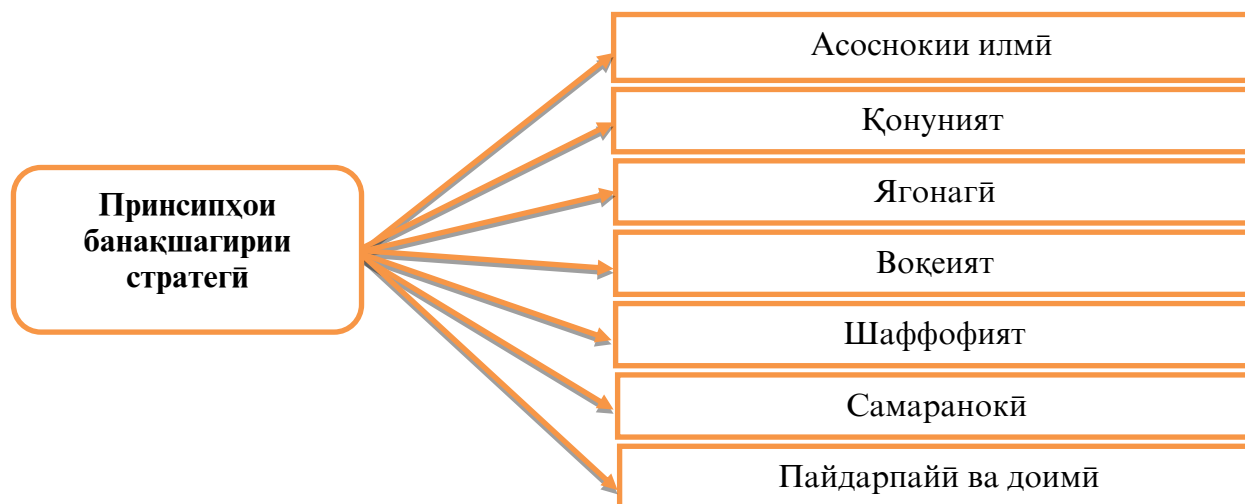 Принсипҳои
банақшагирии
стратегӣ
Асоснокии илмӣ
Қонуният
Ягонагӣ
Воқеият
Шаффофият
Самаранокӣ
Пайдарпайӣ ва доимӣ